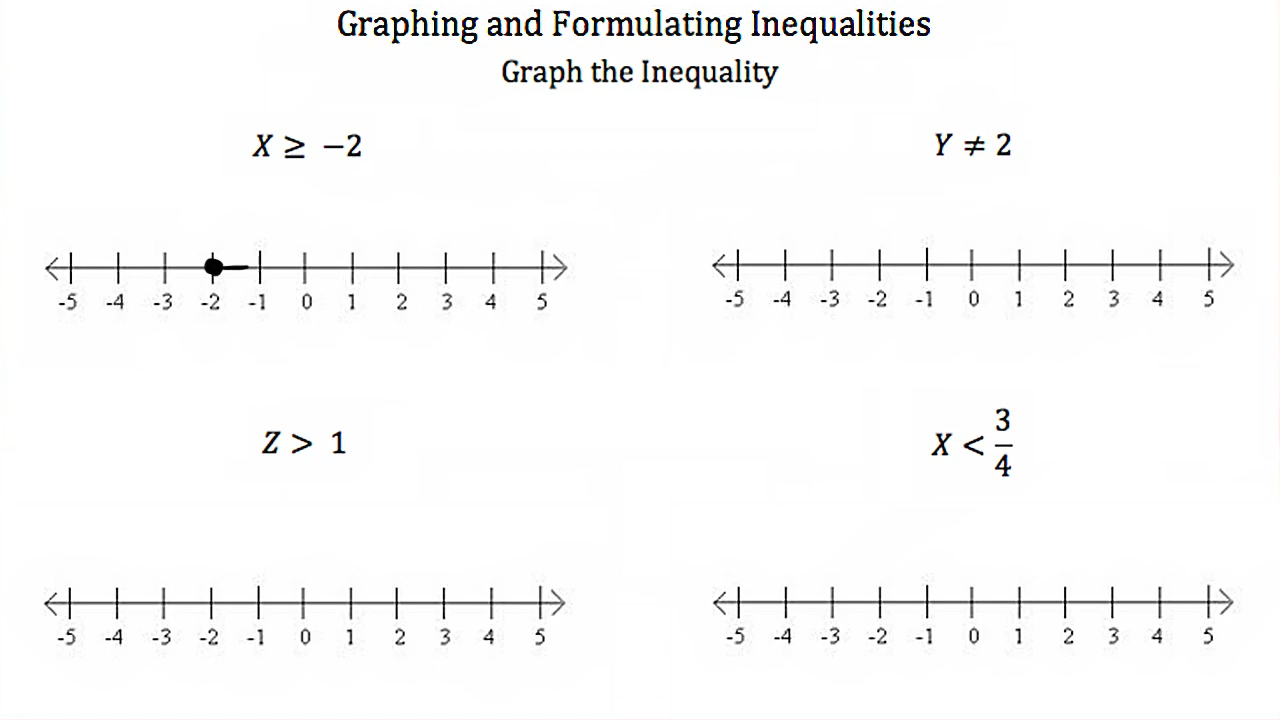 Graphing and Formulating Inequalities
Graph the Inequality
X ≥ −2
Y ≠ 2
-5 -4 -3 -2 -1 0 1 2 3 4 5
-5 -4 -3 -2 -1 0 1 2 3 4 5
Z > 1
X < 3/4
-5 -4 -3 -2 -1 0 1 2 3 4 5
-5 -4 -3 -2 -1 0 1 2 3 4 5